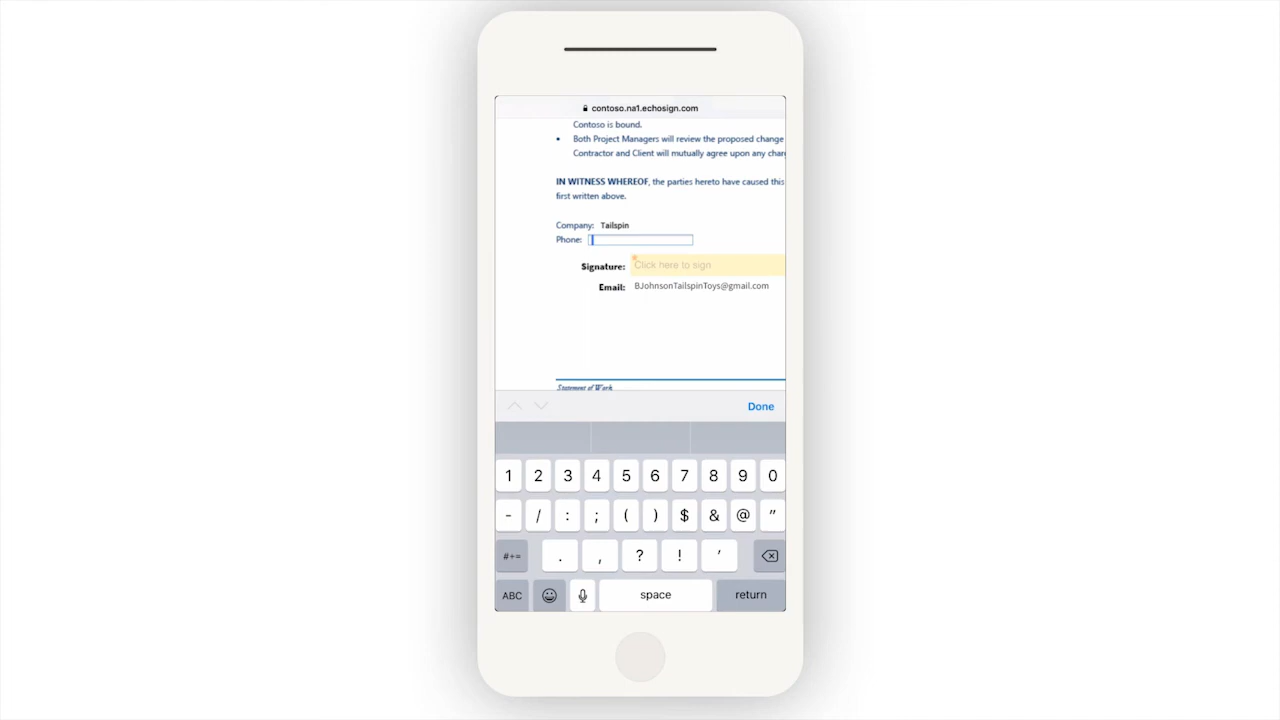 contoso.na1.echosign.com
Contoso is bound.
• Both Project Managers will review the proposed change
Contractor and Client will mutually agree upon any
IN WITNESS WHEREOF, the parties hereto have caused this
first written above.
Company: Tailspin
Phone:
Signature: Click here to sign
Email: BJohnsonTailspinToys@gmail.com
Statement of Work
Done
1 2 3 4 5 6 7 8 9 0
- / : ; ( ) $ & @ "
#+= . , ? ! '
ABC space return